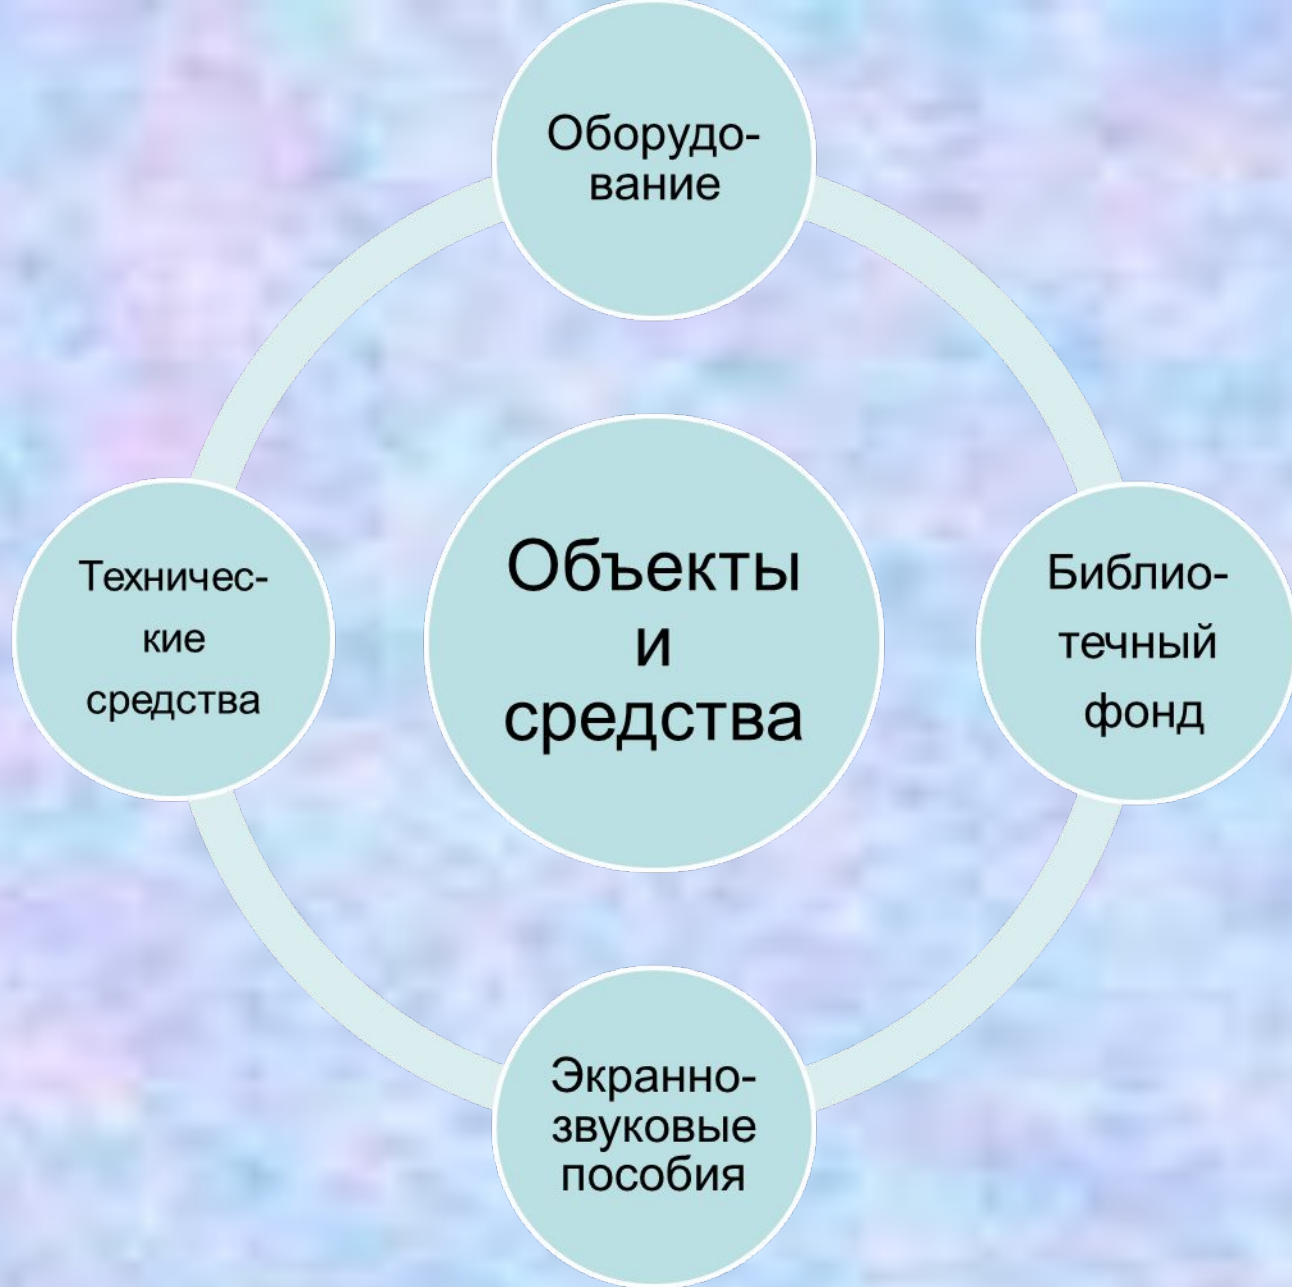 Оборудо-
вание
Техничес-
кие
средства
Объекты
и
средства
Библио-
течный
фонд
Экранно-
звуковые
пособия